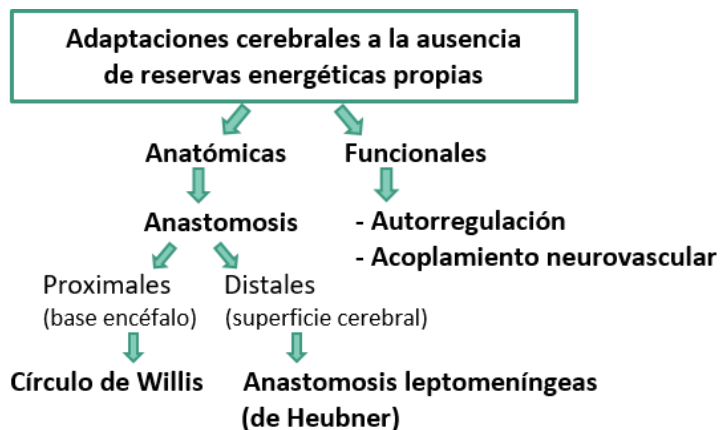 Adaptaciones cerebrales a la ausencia
de reservas energéticas propias
Anatómicas
Funcionales
Anastomosis
- Autorregulación
- Acoplamiento neurovascular
Proximales
(base encéfalo)
Distales
(superficie cerebral)
Círculo de Willis
Anastomosis leptomeníngeas
(de Heubner)